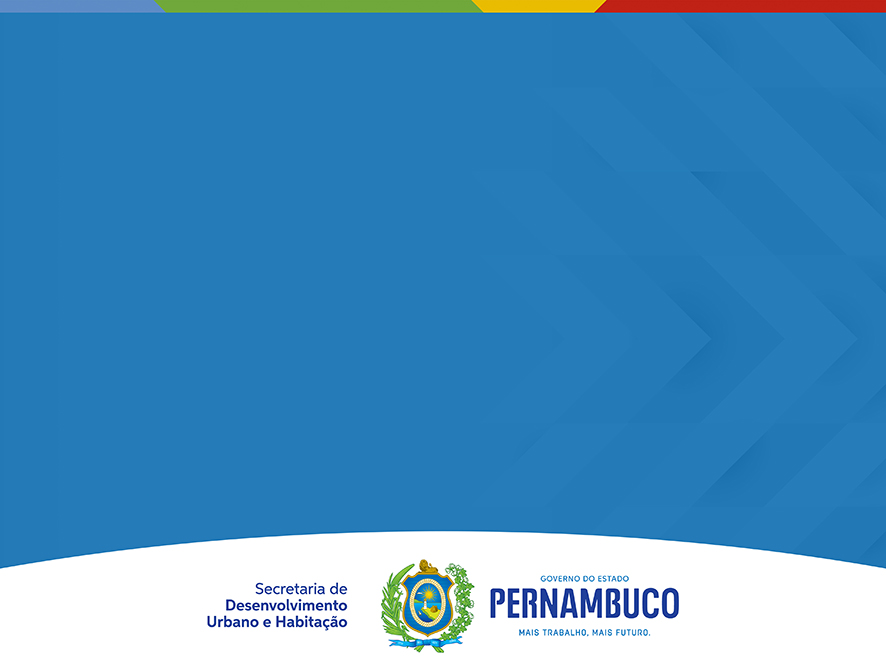 Secretaria de
Desenvolvimento
Urbano e Habitação
GOVERNO DO ESTADO
PERNAMBUCO
MAIS TRABALHO, MAIS FUTURO.